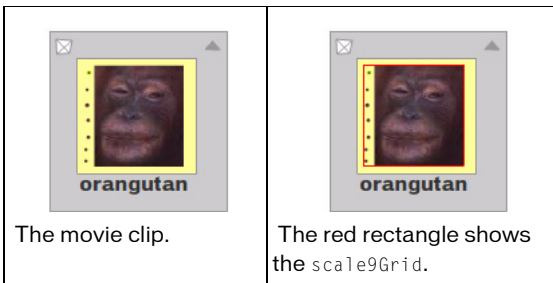 orangutan
The movie clip.
orangutan
The red rectangle shows
the scale9Grid.